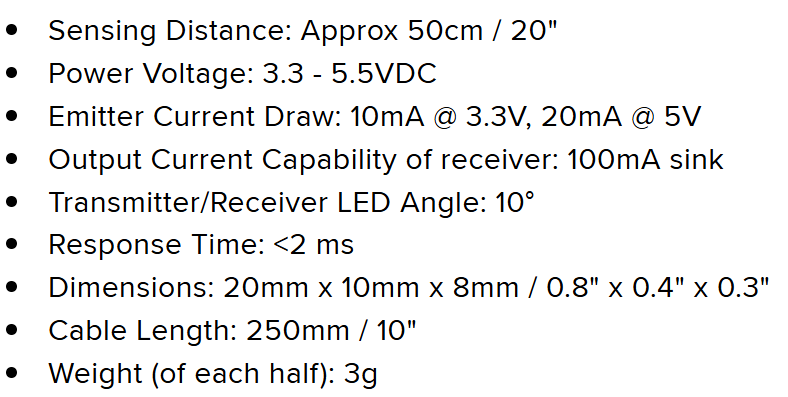 • Sensing Distance: Approx 50cm / 20"
• Power Voltage: 3.3 - 5.5VDC
• Emitter Current Draw: 10mA @ 3.3V, 20mA @ 5V
• Output Current Capability of receiver: 100mA sink
• Transmitter/Receiver LED Angle: 10°
• Response Time: <2 ms
• Dimensions: 20mm x 10mm x 8mm / 0.8" x 0.4" x 0.3"
• Cable Length: 250mm / 10"
• Weight (of each half): 3g